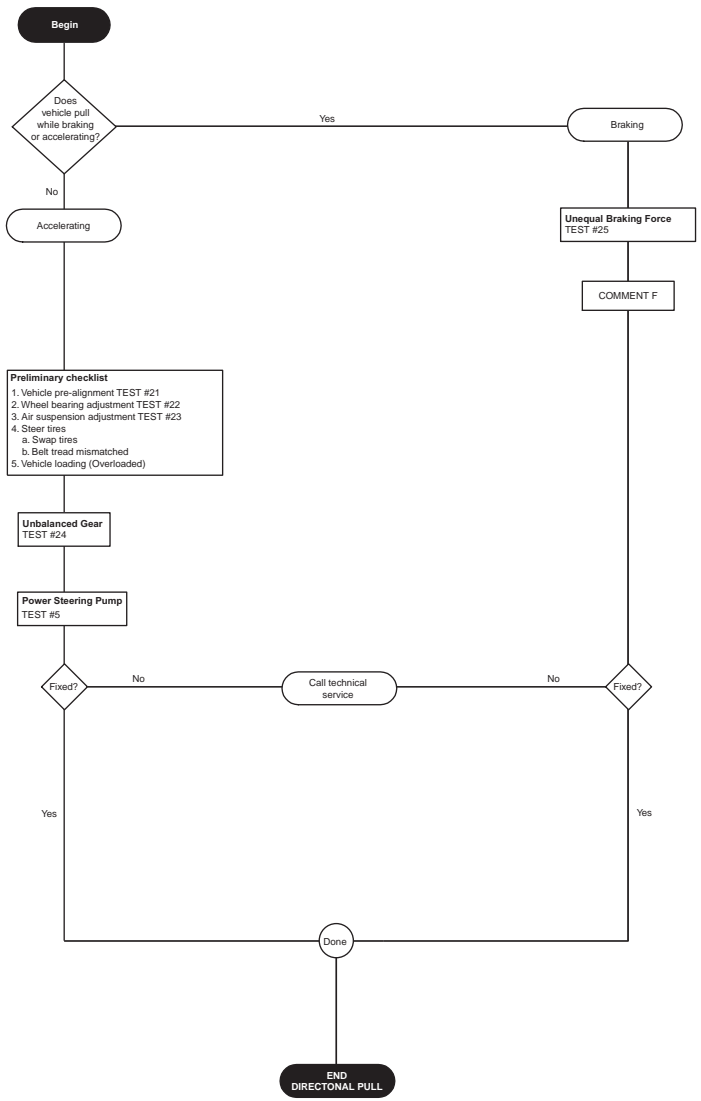 Begin
Does
vehicle pull
while braking
or accelerating?
Yes
Braking
No
Accelerating
Unequal Braking Force
TEST #25
COMMENT F
Preliminary checklist
1. Vehicle pre-alignment TEST #21
2. Wheel bearing adjustment TEST #22
3. Air suspension adjustment TEST #23
4. Steer tires
a. Swap tires
b. Belt tread mismatched
5. Vehicle loading (Overloaded)
Unbalanced Gear
TEST #24
Power Steering Pump
TEST #5
Fixed?
No
Call technical
service
No
Fixed?
Yes
Yes
Done
END
DIRECTONAL PULL